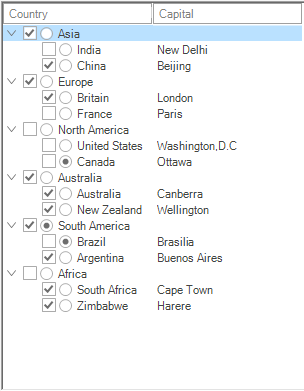 Country Capital
Asia
India New Delhi
China Beijing
Europe
Britain London
France Paris
North America
United States Washington,D.C
Canada Ottawa
Australia
Australia Canberra
New Zealand Wellington
South America
Brazil Brasilia
Argentina Buenos Aires
Africa
South Africa Cape Town
Zimbabwe Harere